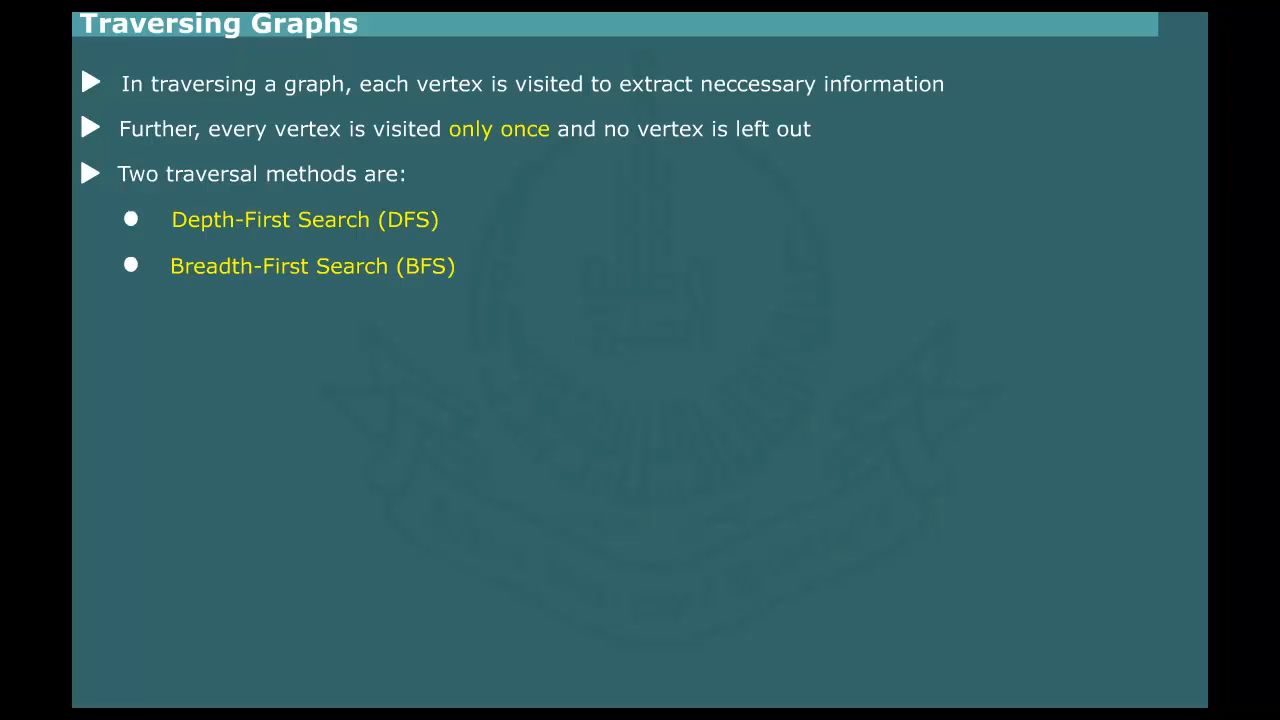 Traversing Graphs
In traversing a graph, each vertex is visited to extract neccessary information
Further, every vertex is visited only once and no vertex is left out
Two traversal methods are:
Depth-First Search (DFS)
Breadth-First Search (BFS)